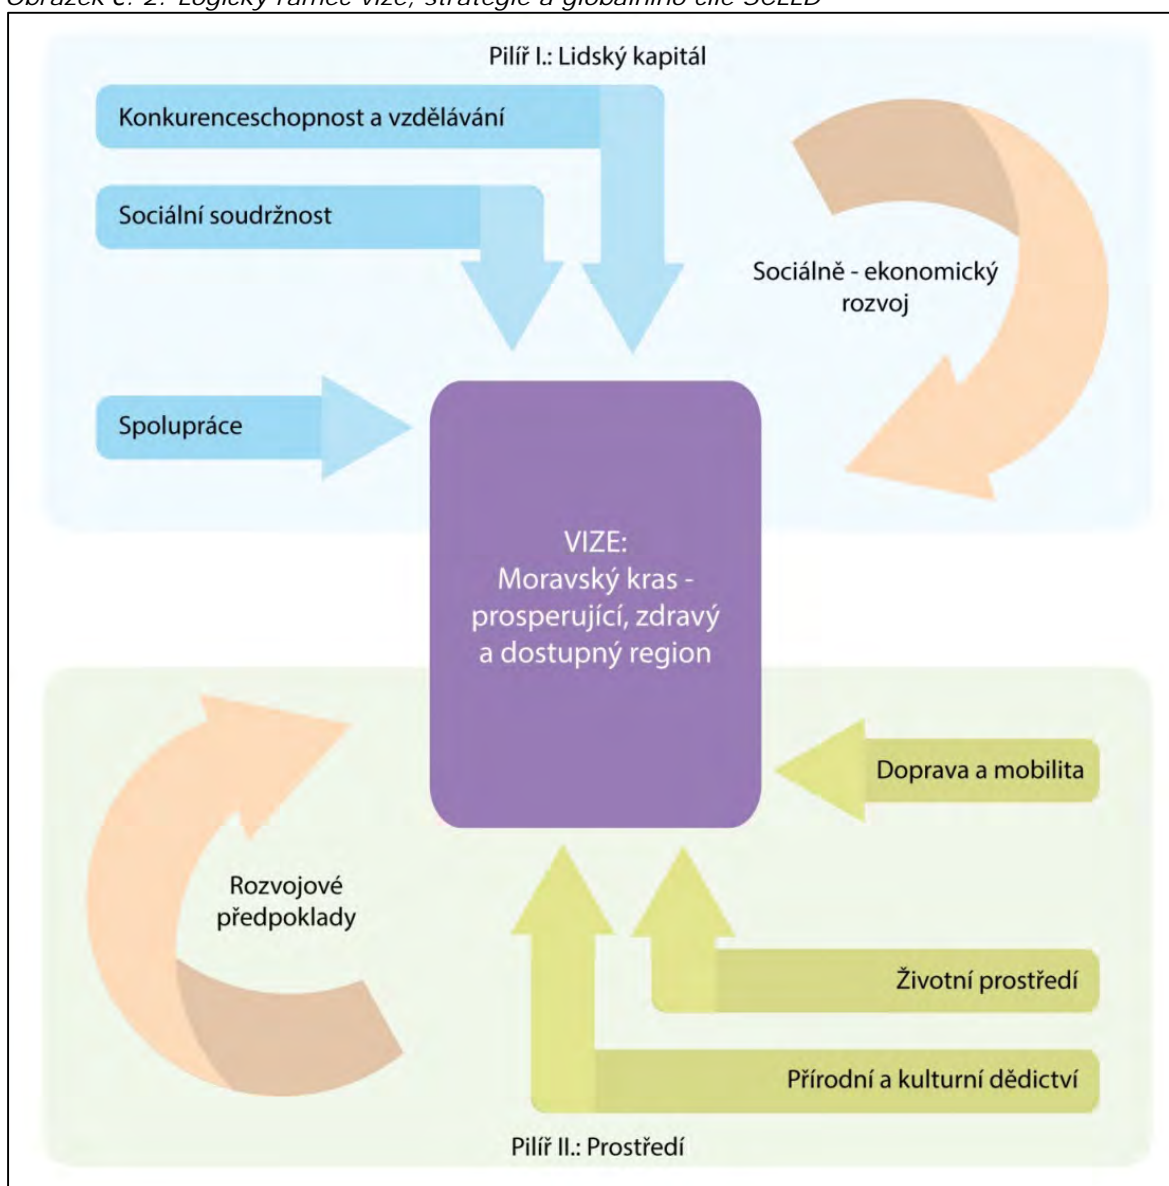 Obrázek č. 2: Logický rámec vize, strategie a globálního cíle
Pilíř I.: Lidský kapitál
Konkurenceschopnost a vzdělávání
Sociální soudržnost
Sociálně - ekonomický
rozvoj
Spolupráce
VIZE:
Moravský kras -
prosperující, zdravý
a dostupný region
Doprava a mobilita
Rozvojové
předpoklady
Životní prostředí
Přírodní a kulturní dědictví
Pilíř II.: Prostředí